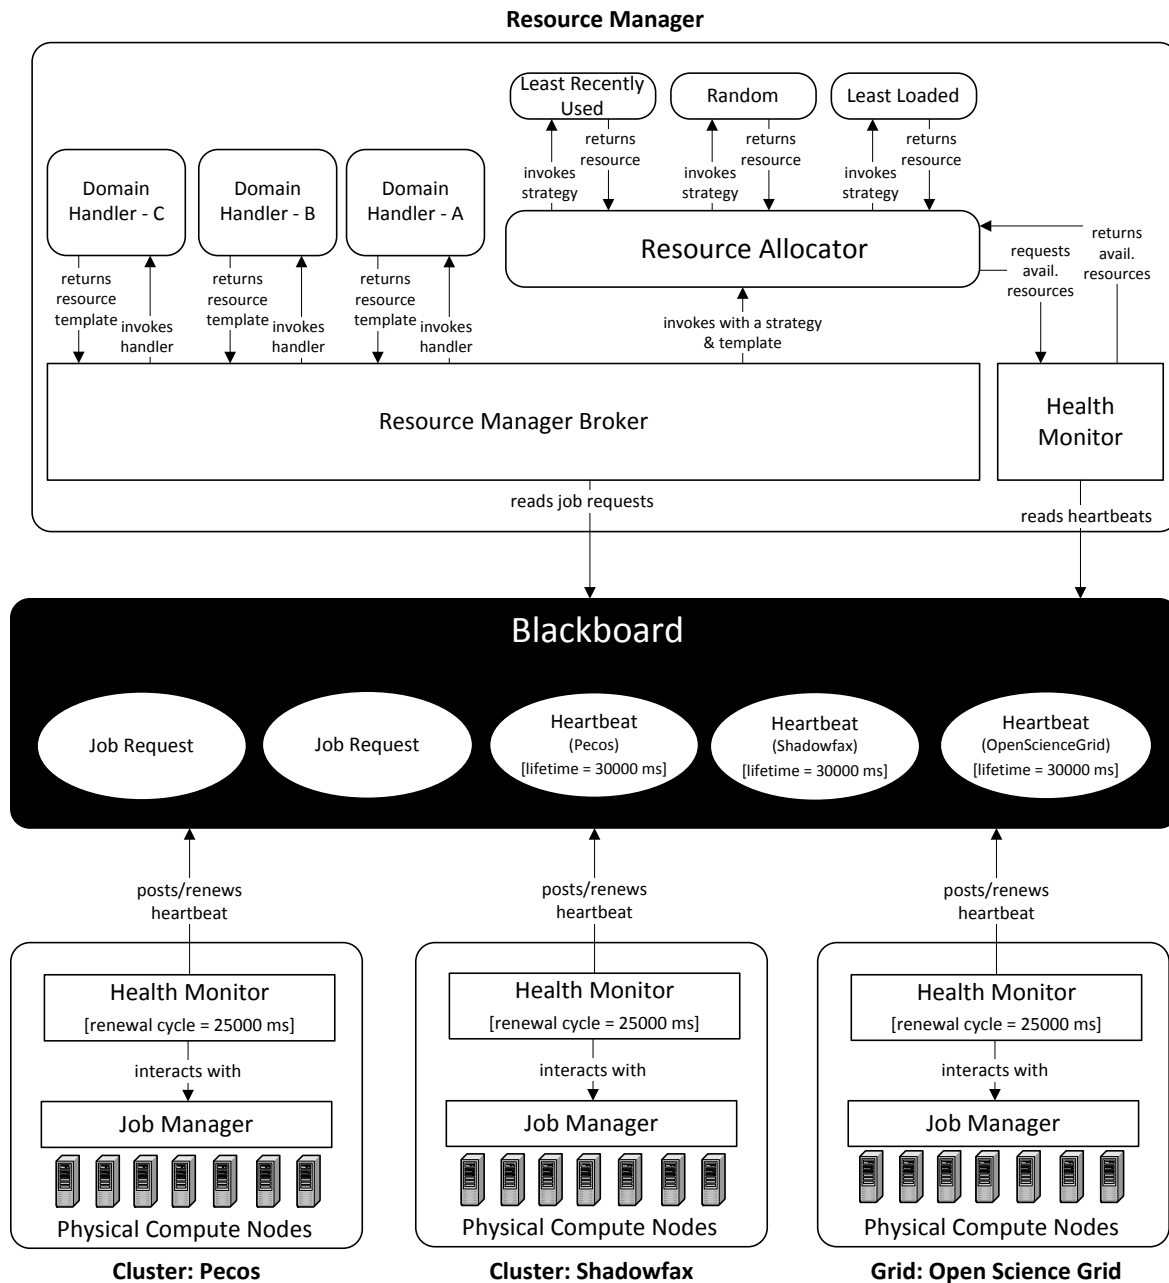 Resource Manager
Least Recently
Used
Random
Least Loaded
invokes
strategy
returns
resource
invokes
strategy
returns
resource
invokes
strategy
returns
resource
Domain
Handler - C
Domain
Handler - B
Domain
Handler - A
Resource Allocator
requests
avail.
resources
returns
avail.
resources
returns
resource
template
invokes
handler
returns
resource
template
invokes
handler
returns
resource
template
invokes
handler
invokes with a strategy
& template
Resource Manager Broker
Health
Monitor
reads job requests
reads heartbeats
Blackboard
Job Request
Job Request
Heartbeat
(Pecos)
[lifetime = 30000 ms]
Heartbeat
(Shadowfax)
[lifetime = 30000 ms]
Heartbeat
(OpenScienceGrid)
[lifetime = 30000 ms]
posts/renews
heartbeat
posts/renews
heartbeat
posts/renews
heartbeat
Health Monitor
[renewal cycle = 25000 ms]
interacts with
Job Manager
Physical Compute Nodes
Cluster: Pecos
Health Monitor
[renewal cycle = 25000 ms]
interacts with
Job Manager
Physical Compute Nodes
Cluster: Shadowfax
Health Monitor
[renewal cycle = 25000 ms]
interacts with
Job Manager
Physical Compute Nodes
Grid: Open Science Grid